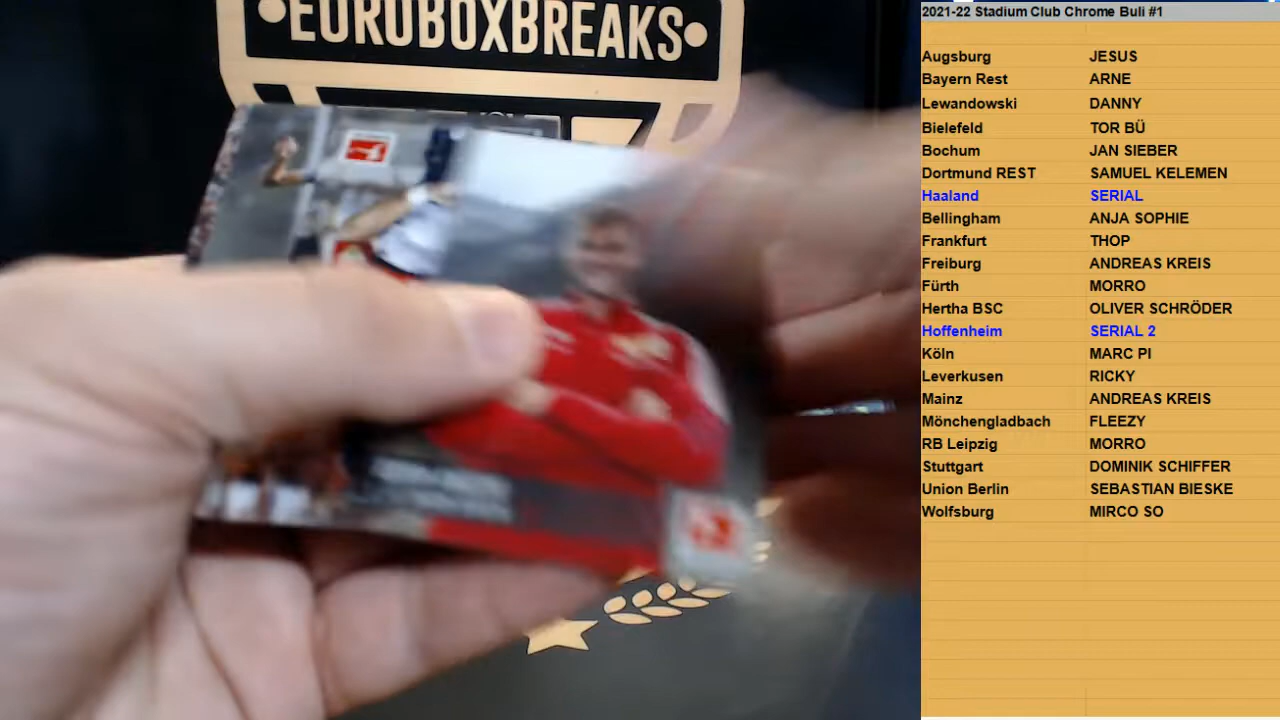 EUROBOXBREAKS
2021-22 Stadium Club Chrome Buli #1
Augsburg JESUS
Bayern Rest ARNE
Lewandowski DANNY
Bielefeld TOR BÜ
Bochum JAN SIEBER
Dortmund REST SAMUEL KELEMEN
Haaland SERIAL
Bellingham ANJA SOPHIE
Frankfurt THOP
Freiburg ANDREAS KREIS
Fürth MORRO
Hertha BSC OLIVER SCHRÖDER
Hoffenheim SERIAL 2
Köln MARC PI
Leverkusen RICKY
Mainz ANDREAS KREIS
Mönchengladbach FLEEZY
RB Leipzig MORRO
Stuttgart DOMINIK SCHIFFER
Union Berlin SEBASTIAN BIESKE
Wolfsburg MIRCO SO